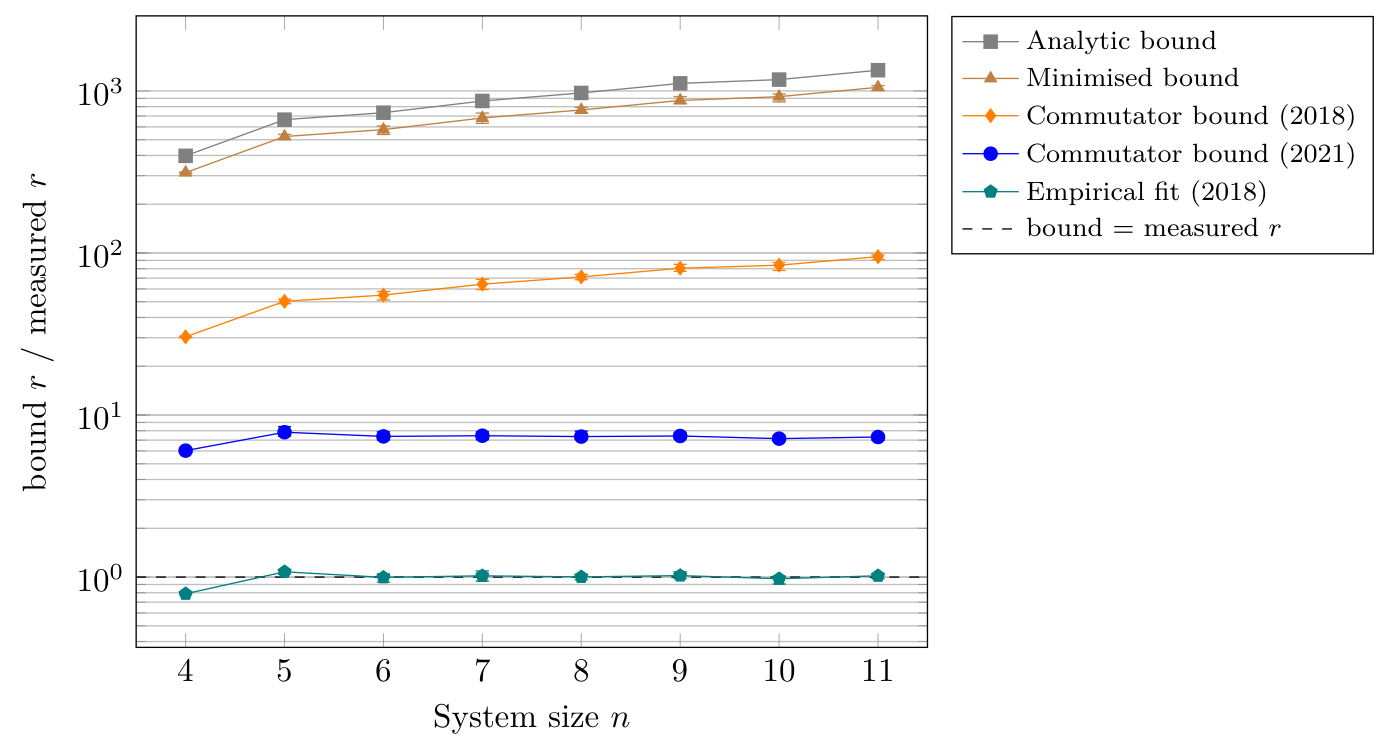 bound r / measured r
10^3
10^2
10^1
10^0
4 5 6 7 8 9 10 11
System size n
Analytic bound
Minimised bound
Commutator bound (2018)
Commutator bound (2021)
Empirical fit (2018)
bound = measured r